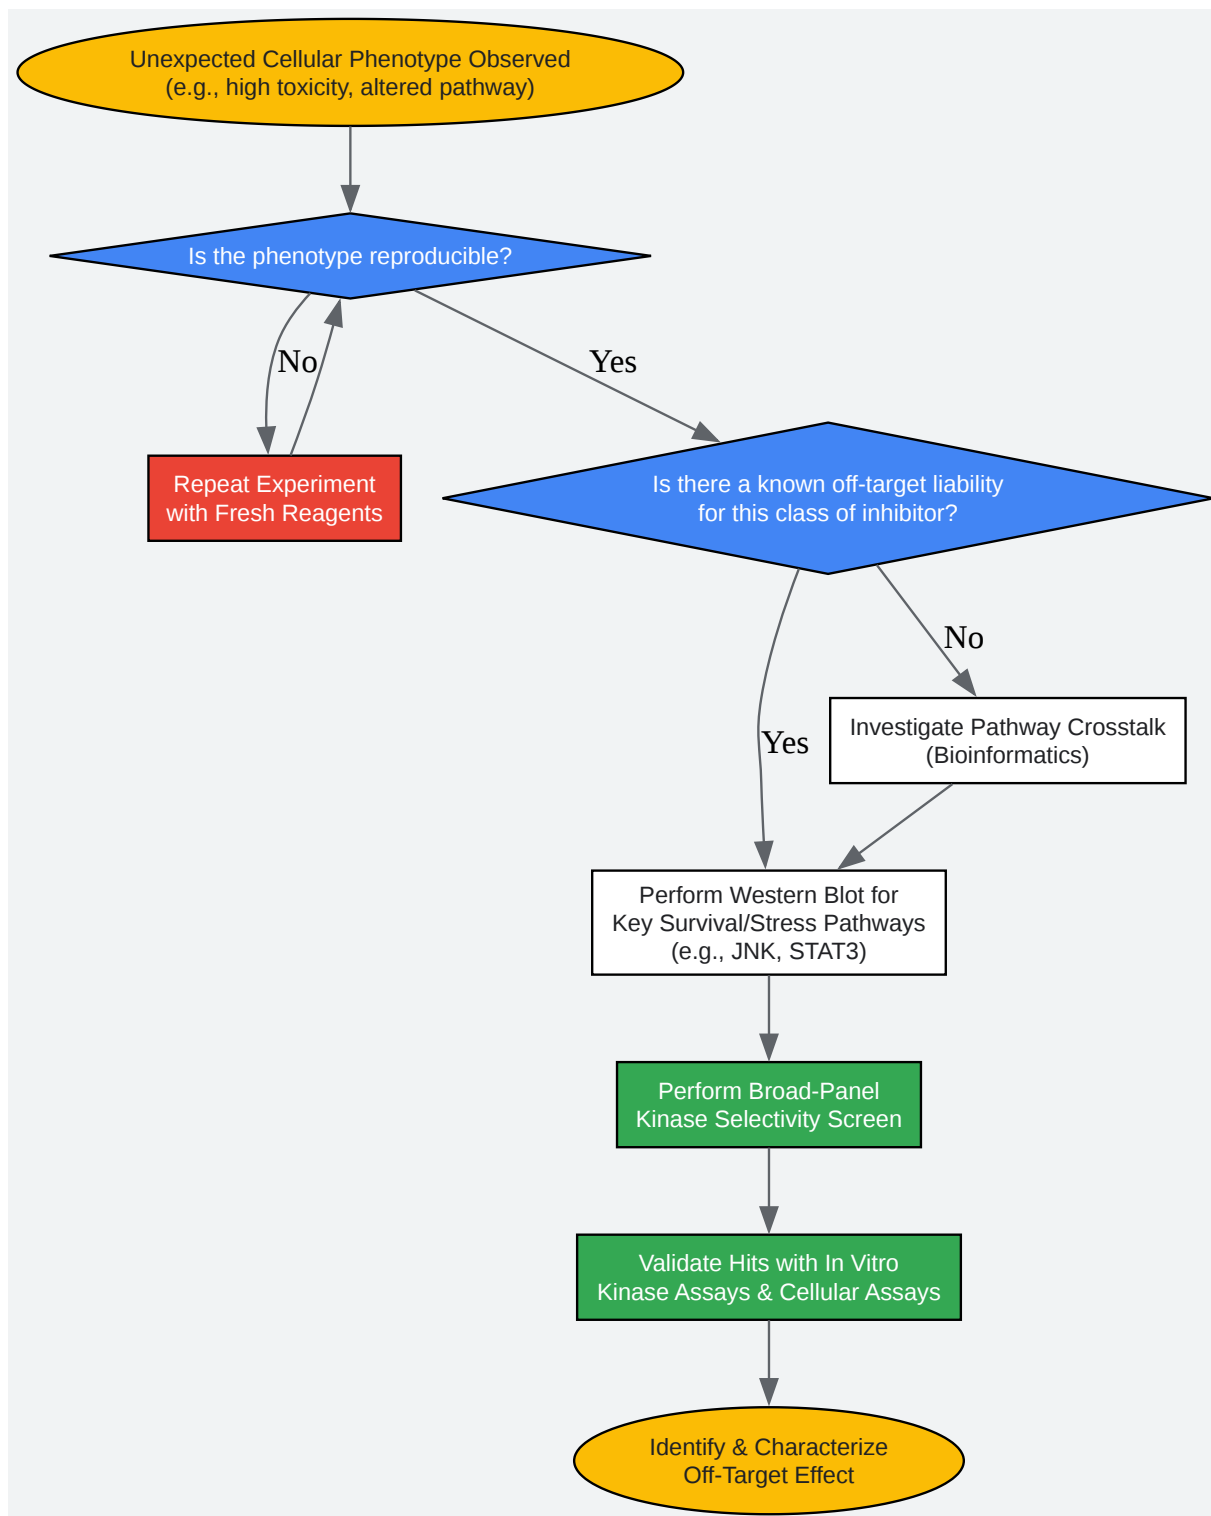 Unexpected Cellular Phenotype Observed
(e.g., high toxicity, altered pathway)
Is the phenotype reproducible?
No
Yes
Repeat Experiment
with Fresh Reagents
Is there a known off-target liability
for this class of inhibitor?
No
Yes
Investigate Pathway Crosstalk
(Bioinformatics)
Perform Western Blot for
Key Survival/Stress Pathways
(e.g., JNK, STAT3)
Perform Broad-Panel
Kinase Selectivity Screen
Validate Hits with In Vitro
Kinase Assays & Cellular Assays
Identify & Characterize
Off-Target Effect